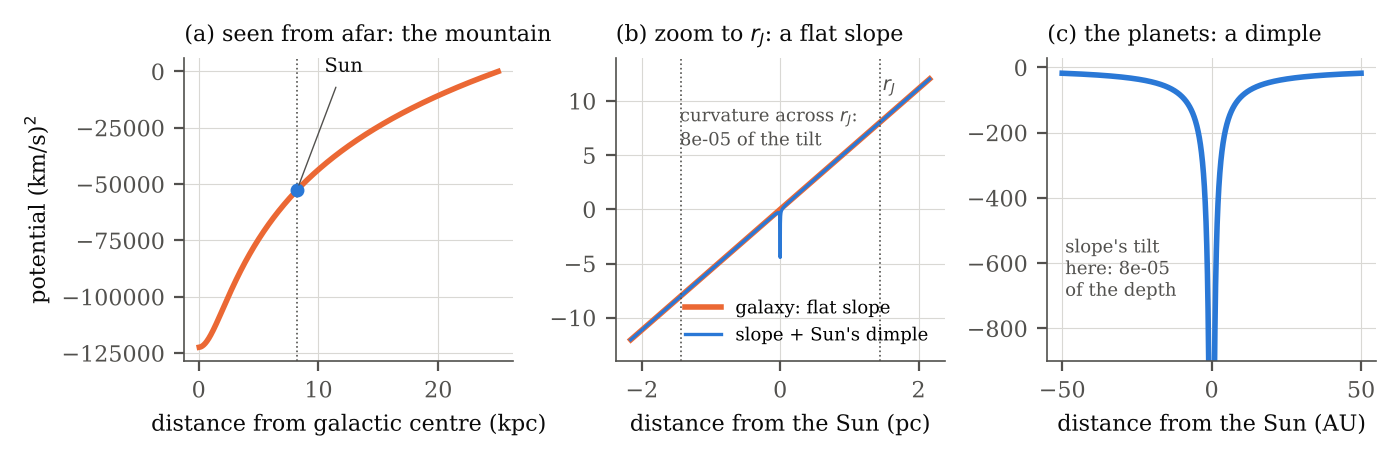 (a) seen from afar: the mountain
(b) zoom to rJ: a flat slope
(c) the planets: a dimple
potential (km/s)²
0
−25000
−50000
−75000
−100000
−125000
Sun
0
10
20
distance from galactic centre (kpc)
10
5
0
−5
−10
rJ
curvature across rJ:
8e-05 of the tilt
galaxy: flat slope
slope + Sun's dimple
−2
0
2
distance from the Sun (pc)
0
−200
−400
−600
−800
slope's tilt
here: 8e-05
of the depth
−50
0
50
distance from the Sun (AU)